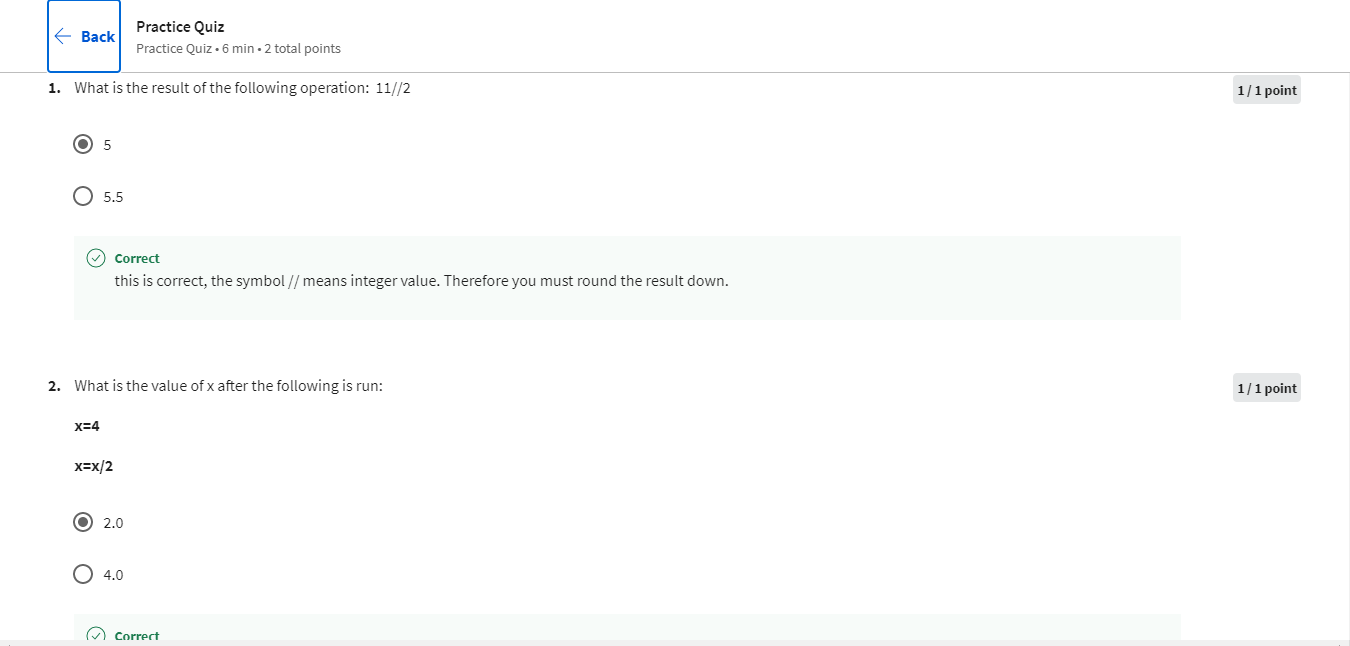 Back
Practice Quiz
Practice Quiz • 6 min • 2 total points
1. What is the result of the following operation: 11//2
1 / 1 point
5
5.5
Correct
this is correct, the symbol // means integer value. Therefore you must round the result down.
2. What is the value of x after the following is run:
1 / 1 point
x=4
x=x/2
2.0
4.0
Correct